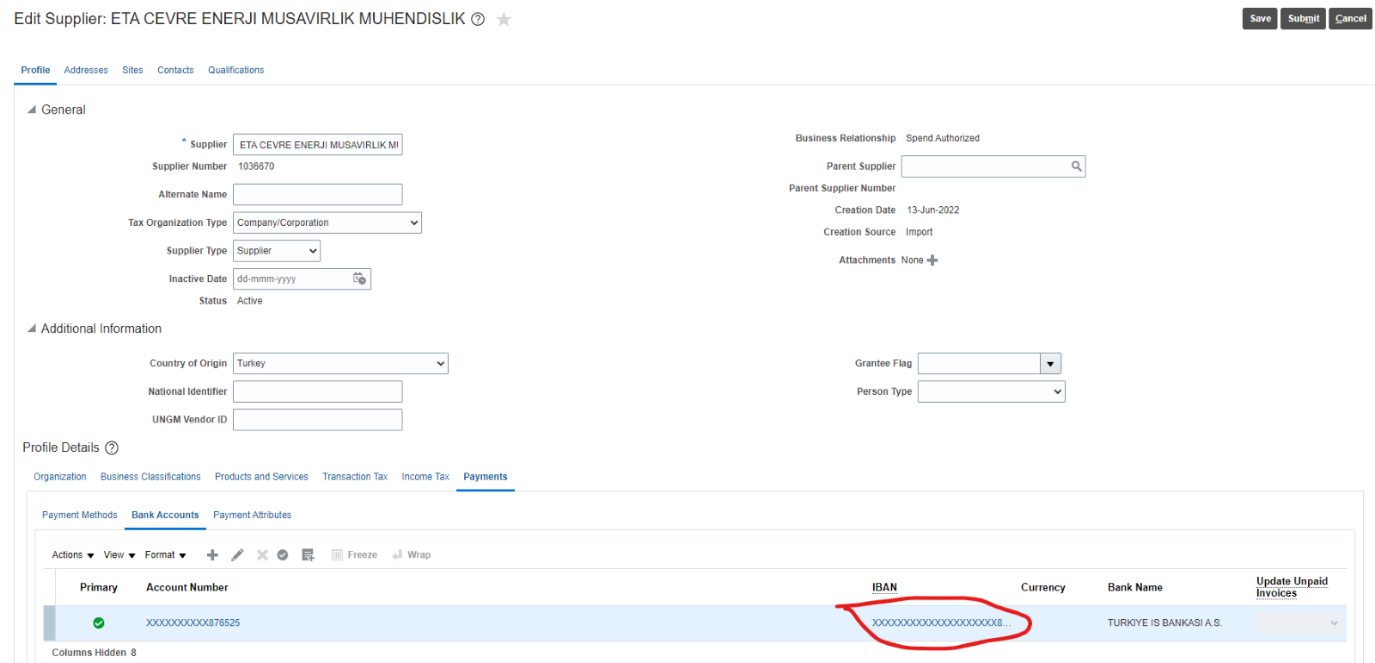 Edit Supplier: ETA CEVRE ENERJI MUSAVIRLIK MUHENDISLIK
Save Submit Cancel
Profile Addresses Sites Contacts Qualifications
General
* Supplier ETA CEVRE ENERJI MUSAVIRLIK MU
Supplier Number 1036670
Alternate Name
Tax Organization Type Company/Corporation
Supplier Type Supplier
Inactive Date dd-mmm-yyyy
Status Active
Business Relationship Spend Authorized
Parent Supplier
Parent Supplier Number
Creation Date 13-Jun-2022
Creation Source Import
Attachments None
Additional Information
Country of Origin Turkey
National Identifier
UNGM Vendor ID
Grantee Flag
Person Type
Profile Details
Organization Business Classifications Products and Services Transaction Tax Income Tax Payments
Payment Methods Bank Accounts Payment Attributes
Actions View Format Freeze Wrap
Primary Account Number IBAN Currency Bank Name Update Unpaid Invoices
XXXXXXXXXX876525 XXXXXXXXXXXXXXXXXXXX8... TURKIYE IS BANKASI A.S.
Columns Hidden 8